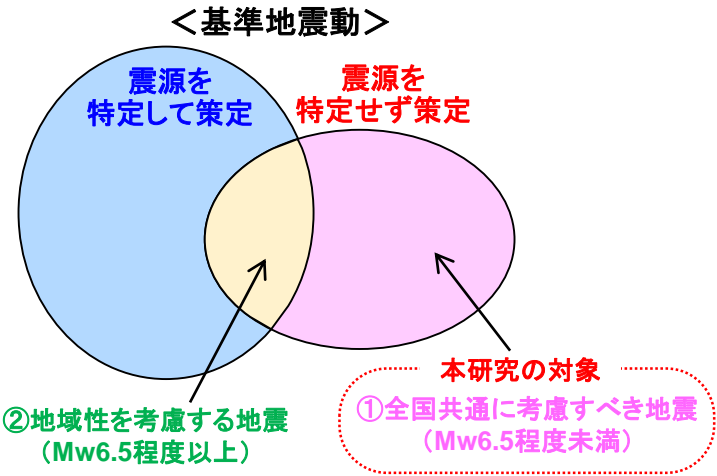 ＜基準地震動＞
震源を
特定して策定
震源を
特定せず策定
本研究の対象
①全国共通に考慮すべき地震
（Mw6.5程度未満）
②地域性を考慮する地震
（Mw6.5程度以上）